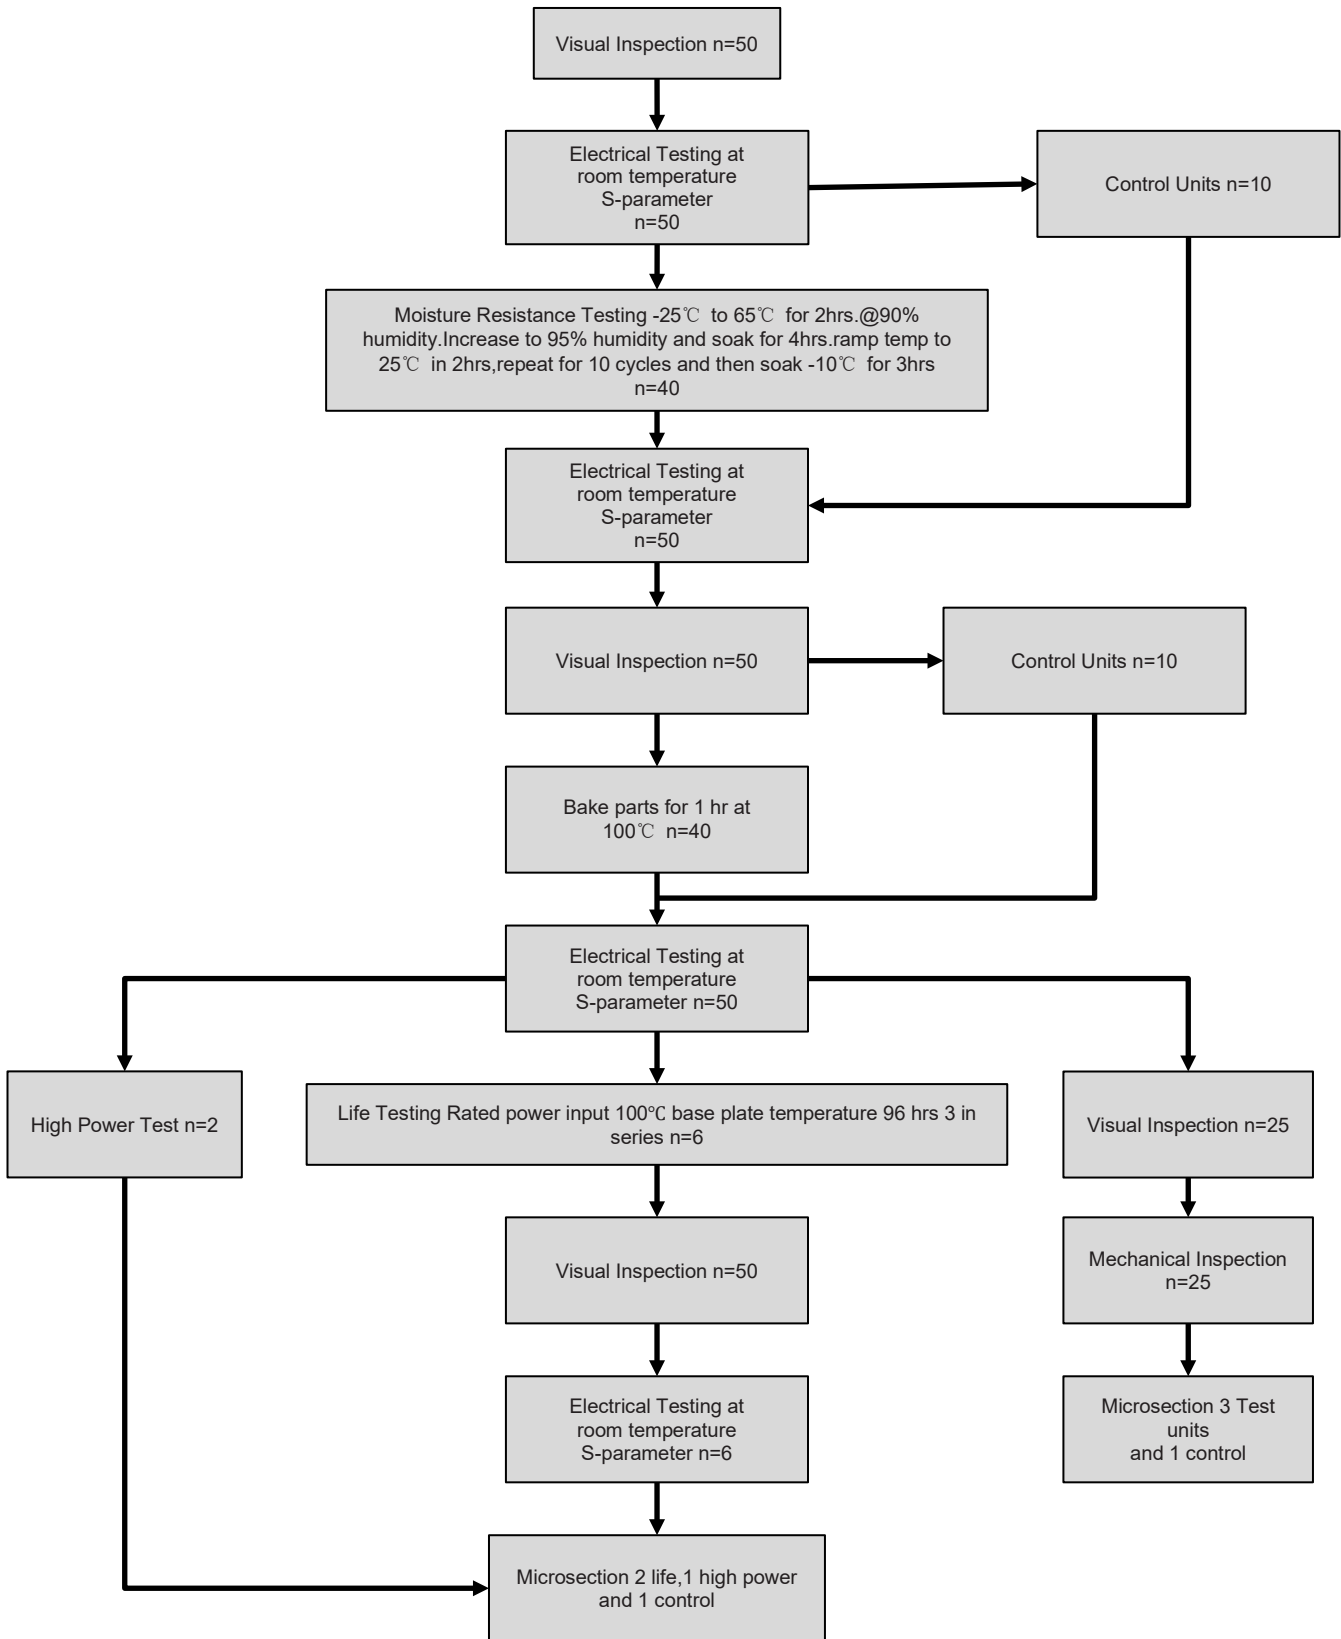 Visual Inspection n=50
Electrical Testing at
room temperature
S-parameter
n=50
Control Units n=10
Moisture Resistance Testing -25℃ to 65℃ for 2hrs.@90%
humidity.Increase to 95% humidity and soak for 4hrs.ramp temp to
25℃ in 2hrs,repeat for 10 cycles and then soak -10℃ for 3hrs
n=40
Electrical Testing at
room temperature
S-parameter
n=50
Visual Inspection n=50
Control Units n=10
Bake parts for 1 hr at
100℃ n=40
Electrical Testing at
room temperature
S-parameter n=50
High Power Test n=2
Life Testing Rated power input 100℃ base plate temperature 96 hrs 3 in
series n=6
Visual Inspection n=25
Visual Inspection n=50
Mechanical Inspection
n=25
Electrical Testing at
room temperature
S-parameter n=6
Microsection 3 Test
units
and 1 control
Microsection 2 life,1 high power
and 1 control